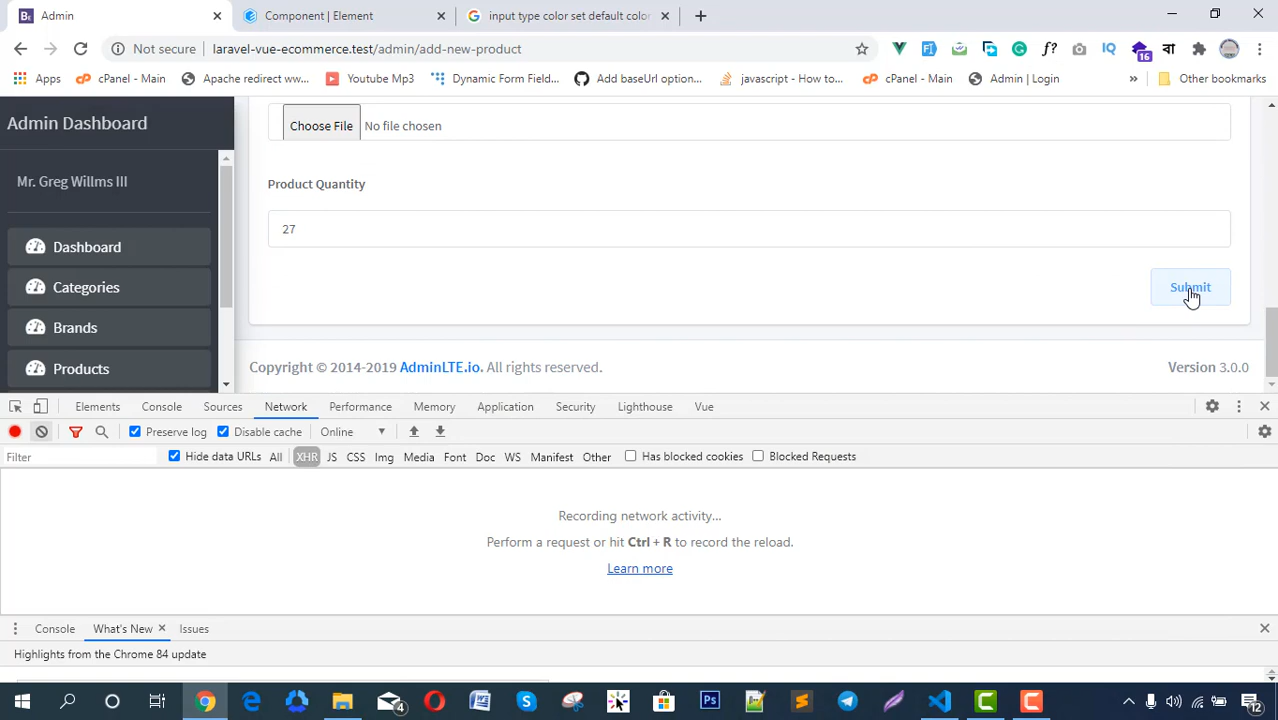 Admin
Component | Element
input type color set default color
Not secure
laravel-vue-ecommerce.test/admin/add-new-product
f?
IQ
16
বা
Apps
cPanel - Main
Apache redirect ww...
Youtube Mp3
Dynamic Form Field...
Add baseUrl option...
javascript - How to...
cPanel - Main
Admin | Login
»
Other bookmarks
Admin Dashboard
Mr. Greg Willms III
Dashboard
Categories
Brands
Products
Choose File
No file chosen
Product Quantity
27
Submit
Copyright © 2014-2019 AdminLTE.io. All rights reserved.
Version 3.0.0
Elements
Console
Sources
Network
Performance
Memory
Application
Security
Lighthouse
Vue
Preserve log
Disable cache
Online
Filter
Hide data URLs
All
XHR
JS
CSS
Img
Media
Font
Doc
WS
Manifest
Other
Has blocked cookies
Blocked Requests
Recording network activity...
Perform a request or hit Ctrl + R to record the reload.
Learn more
Console
What's New
Issues
Highlights from the Chrome 84 update
4
Ps
12